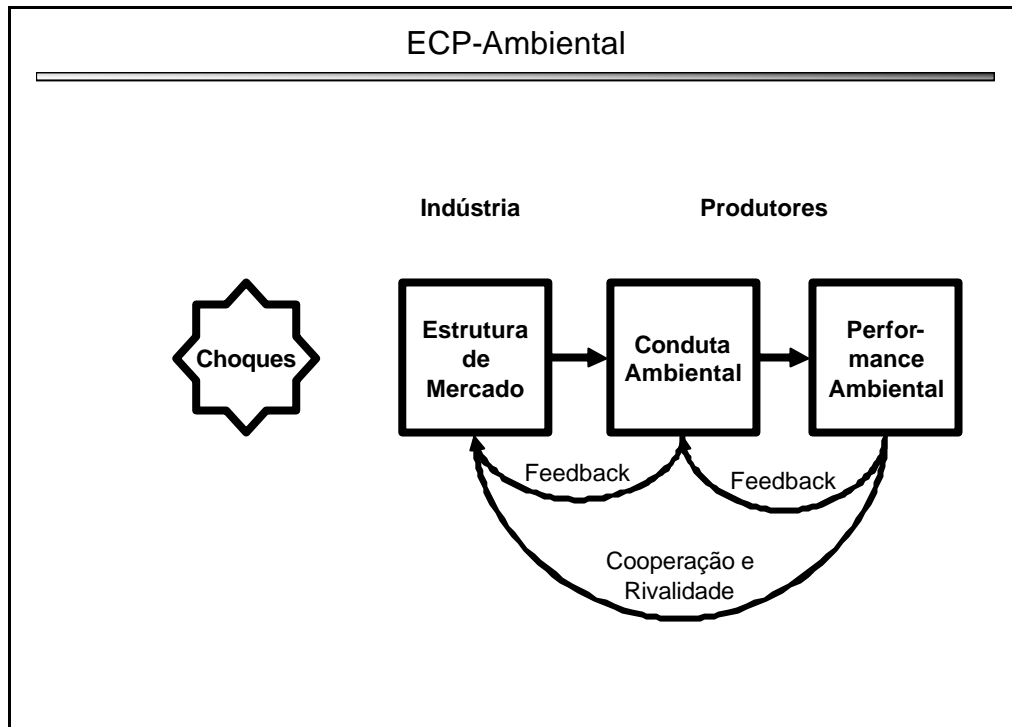 ECP-Ambiental
Indústria
Produtores
Choques
Estrutura
de
Mercado
Conduta
Ambiental
Perfor-
mance
Ambiental
Feedback
Feedback
Cooperação e
Rivalidade